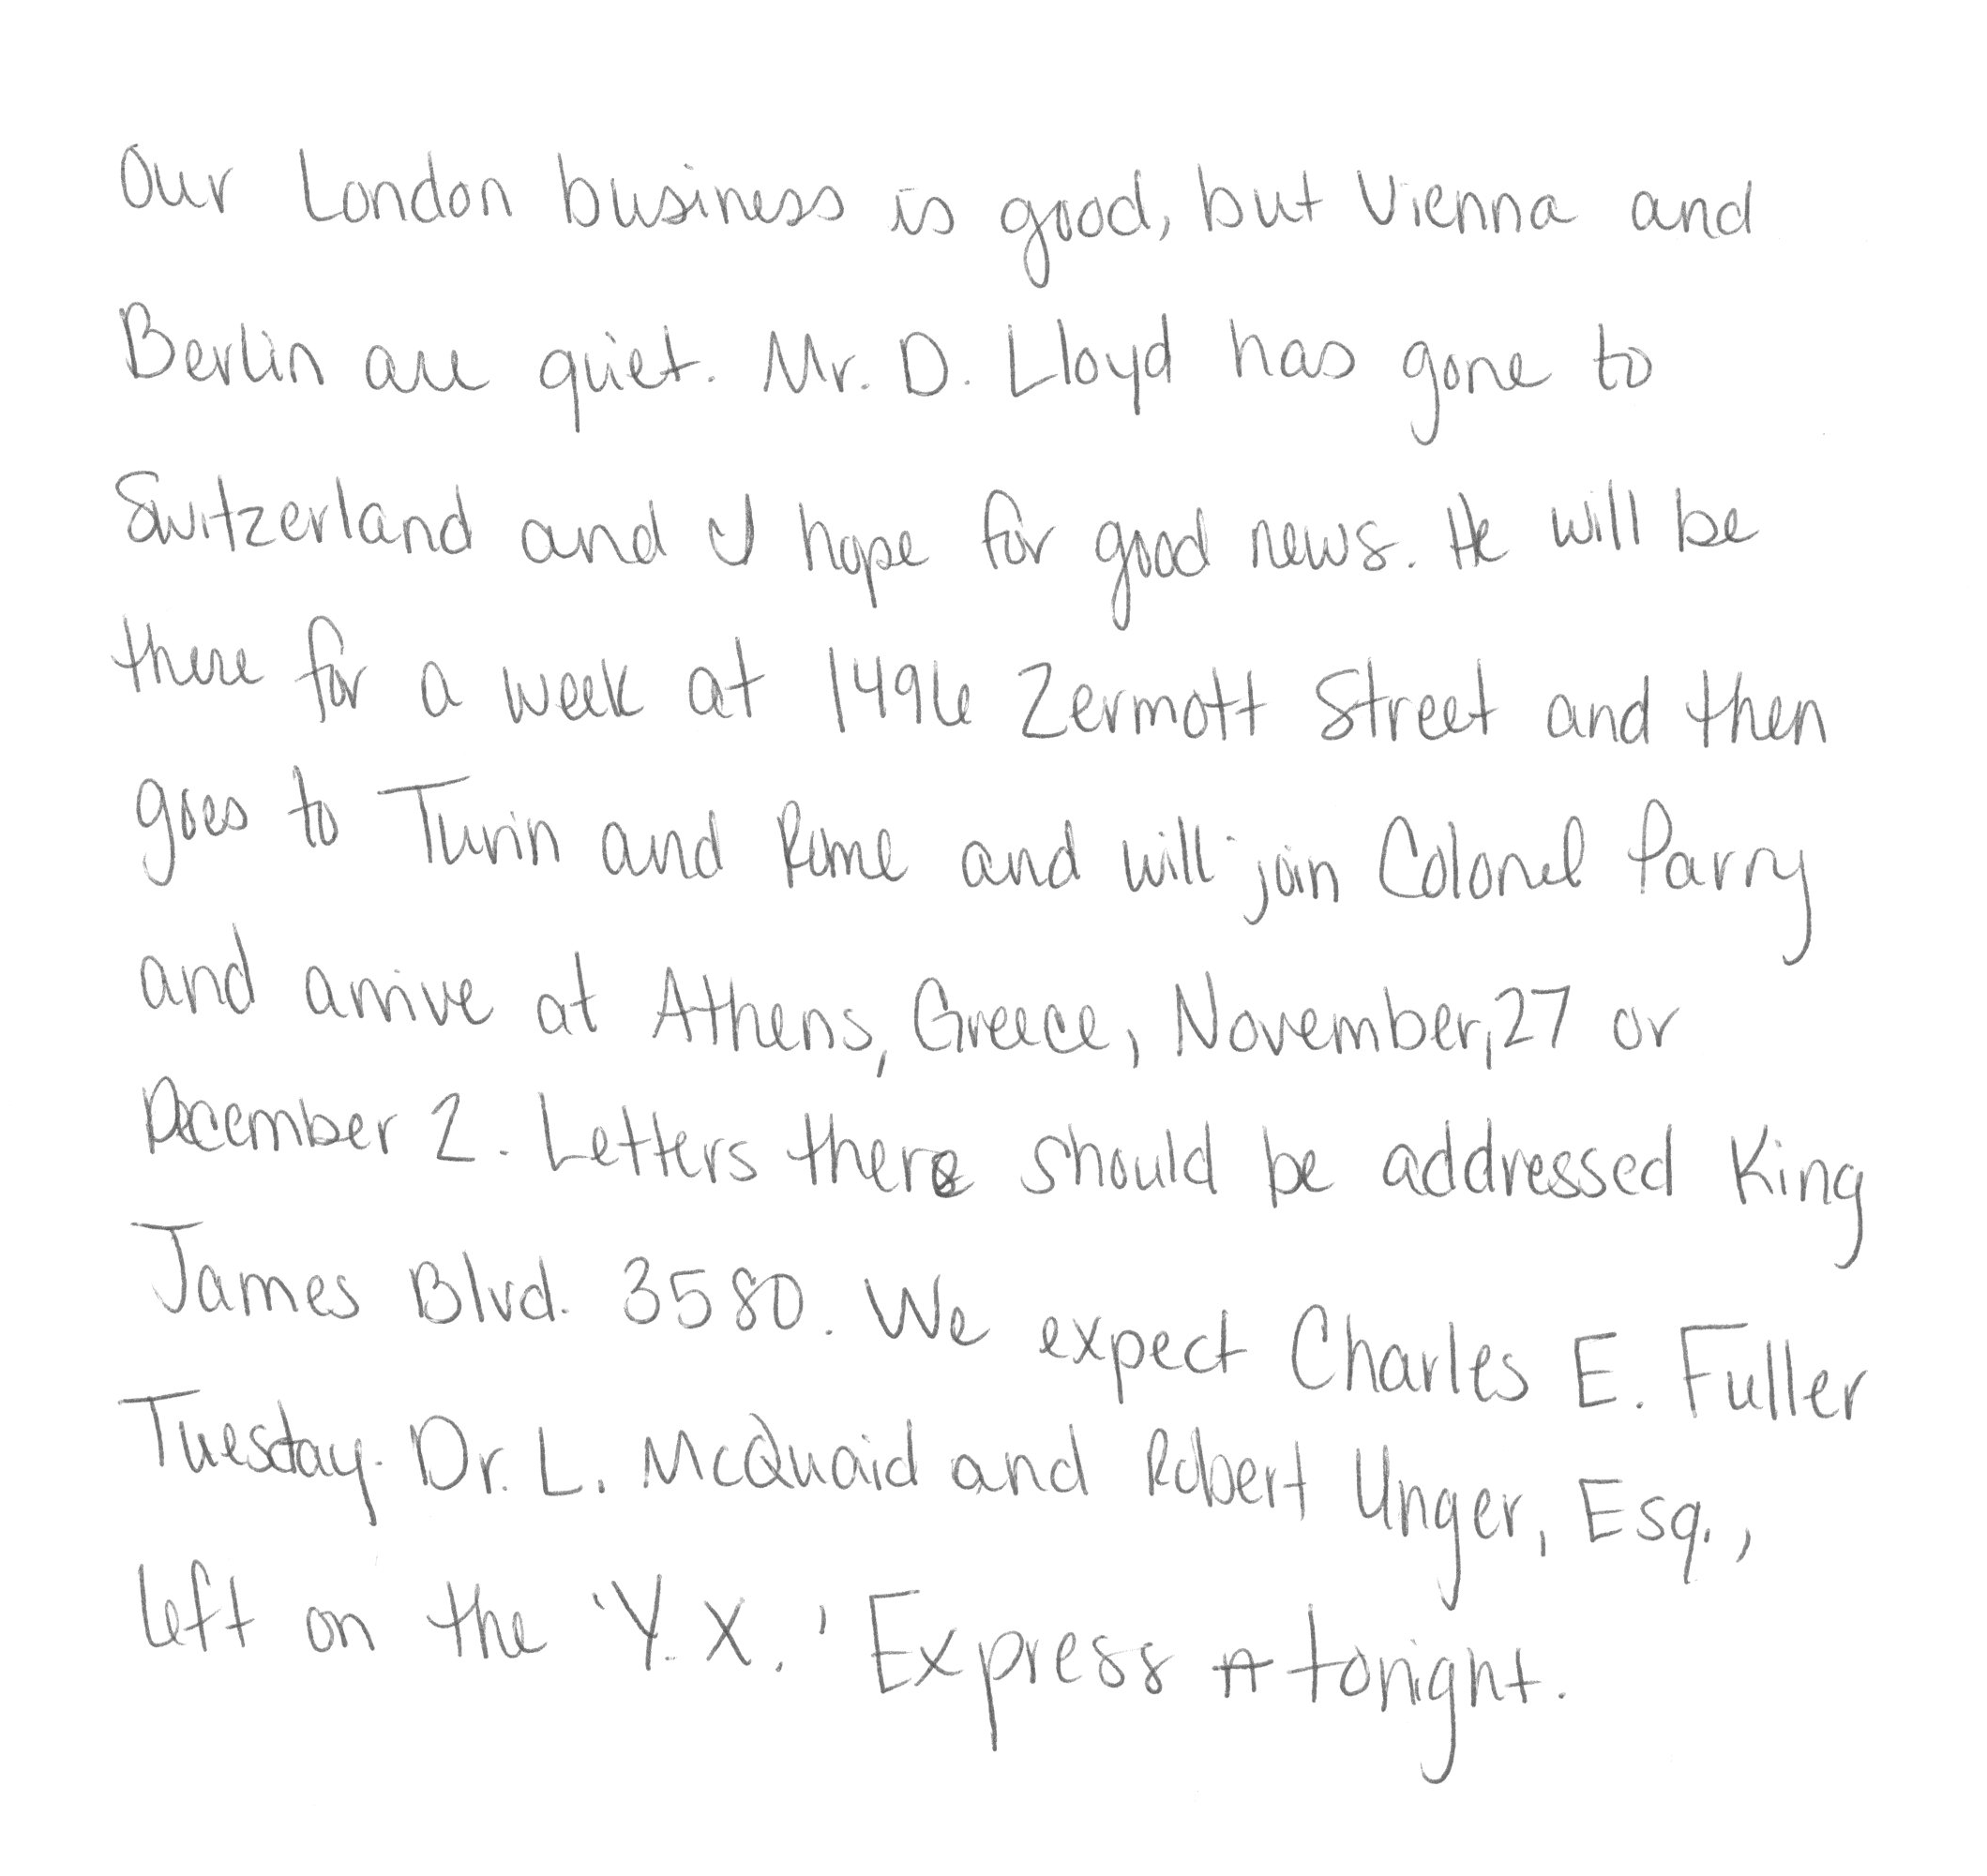 Our London business is good, but Vienna and
Berlin are quiet. Mr. D. Lloyd has gone to
Switzerland and I hope for good news. He will be
there for a week at 1496 Zermott Street and then
goes to Turin and Rome and will join Colonel Parry
and arrive at Athens, Greece, November, 27 or
December 2. Letters there should be addressed King
James Blvd. 3580. We expect Charles E. Fuller
Tuesday. Dr. L. McQuaid and Robert Unger, Esq.,
left on the 'Y. X.' Express tonight.